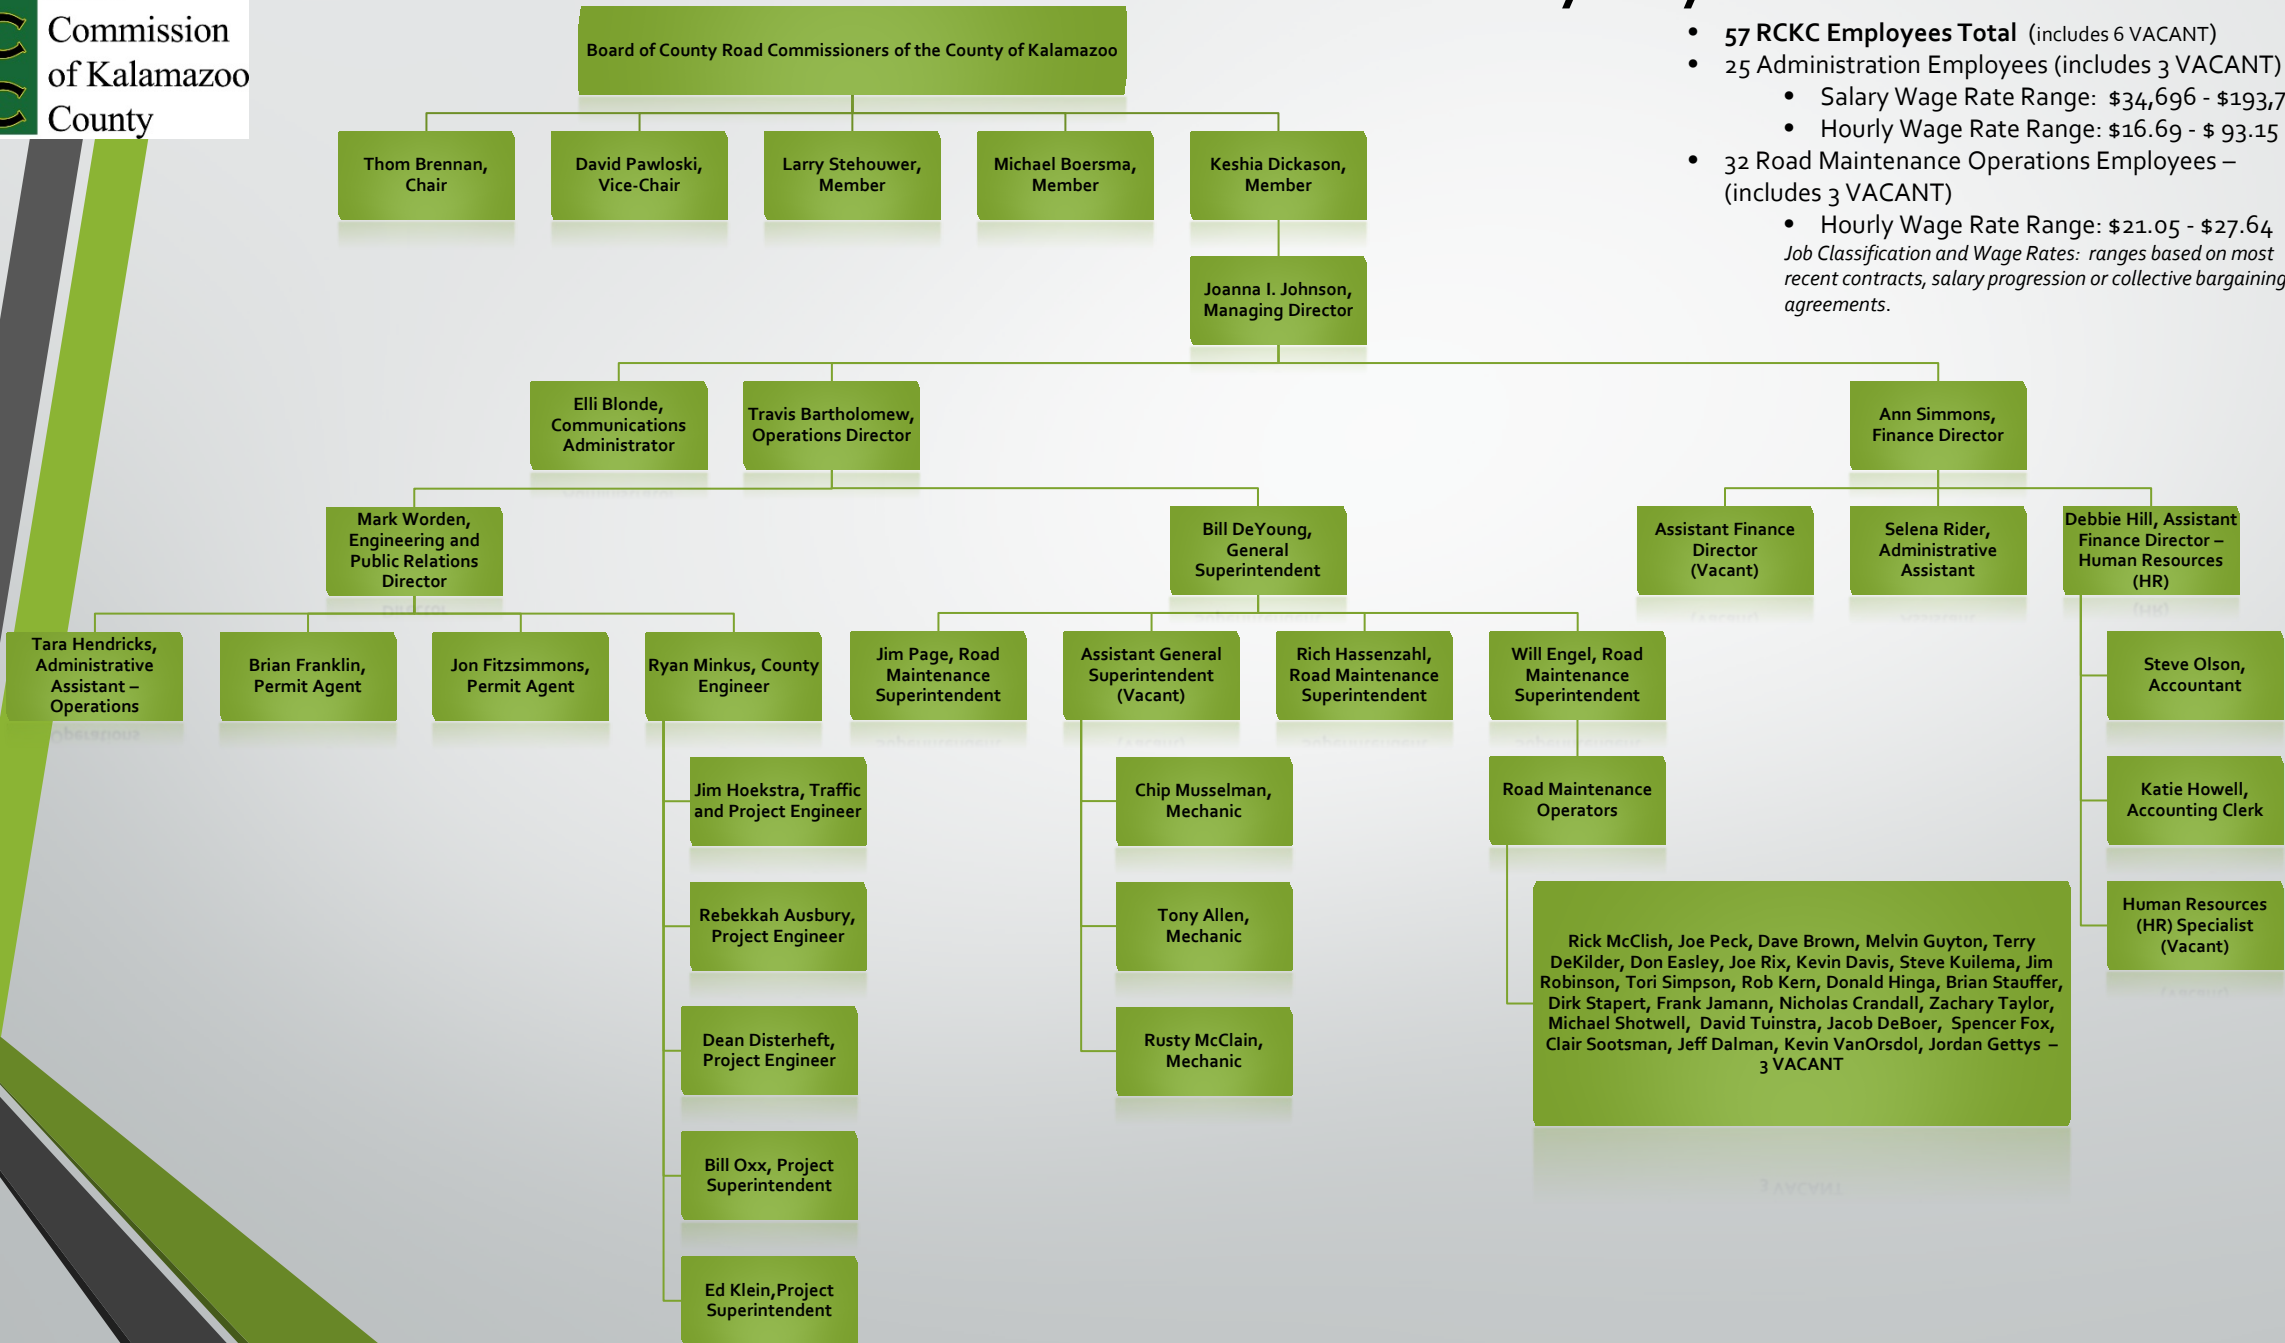 Commission
of Kalamazoo
County
Board of County Road Commissioners of the County of Kalamazoo
57 RCKC Employees Total (includes 6 VACANT)
25 Administration Employees (includes 3 VACANT)
Salary Wage Rate Range: $34,696 - $193,7
Hourly Wage Rate Range: $16.69 - $ 93.15
32 Road Maintenance Operations Employees –
(includes 3 VACANT)
Hourly Wage Rate Range: $21.05 - $27.64
Job Classification and Wage Rates: ranges based on most
recent contracts, salary progression or collective bargaining
agreements.
Thom Brennan,
Chair
David Pawloski,
Vice-Chair
Larry Stehouwer,
Member
Michael Boersma,
Member
Keshia Dickason,
Member
Joanna I. Johnson,
Managing Director
Elli Blonde,
Communications
Administrator
Travis Bartholomew,
Operations Director
Ann Simmons,
Finance Director
Mark Worden,
Engineering and
Public Relations
Director
Bill DeYoung,
General
Superintendent
Assistant Finance
Director
(Vacant)
Selena Rider,
Administrative
Assistant
Debbie Hill, Assistant
Finance Director –
Human Resources
(HR)
Tara Hendricks,
Administrative
Assistant –
Operations
Brian Franklin,
Permit Agent
Jon Fitzsimmons,
Permit Agent
Ryan Minkus, County
Engineer
Jim Page, Road
Maintenance
Superintendent
Assistant General
Superintendent
(Vacant)
Rich Hassenzahl,
Road Maintenance
Superintendent
Will Engel, Road
Maintenance
Superintendent
Steve Olson,
Accountant
Jim Hoekstra, Traffic
and Project Engineer
Chip Musselman,
Mechanic
Road Maintenance
Operators
Katie Howell,
Accounting Clerk
Rebekkah Ausbury,
Project Engineer
Tony Allen,
Mechanic
Rick McClish, Joe Peck, Dave Brown, Melvin Guyton, Terry
DeKilder, Don Easley, Joe Rix, Kevin Davis, Steve Kuilema, Jim
Robinson, Tori Simpson, Rob Kern, Donald Hinga, Brian Stauffer,
Dirk Stapert, Frank Jamann, Nicholas Crandall, Zachary Taylor,
Michael Shotwell, David Tuinstra, Jacob DeBoer, Spencer Fox,
Clair Sootsman, Jeff Dalman, Kevin VanOrsdol, Jordan Gettys –
3 VACANT
Human Resources
(HR) Specialist
(Vacant)
Dean Disterheft,
Project Engineer
Rusty McClain,
Mechanic
Bill Oxx, Project
Superintendent
Ed Klein,Project
Superintendent